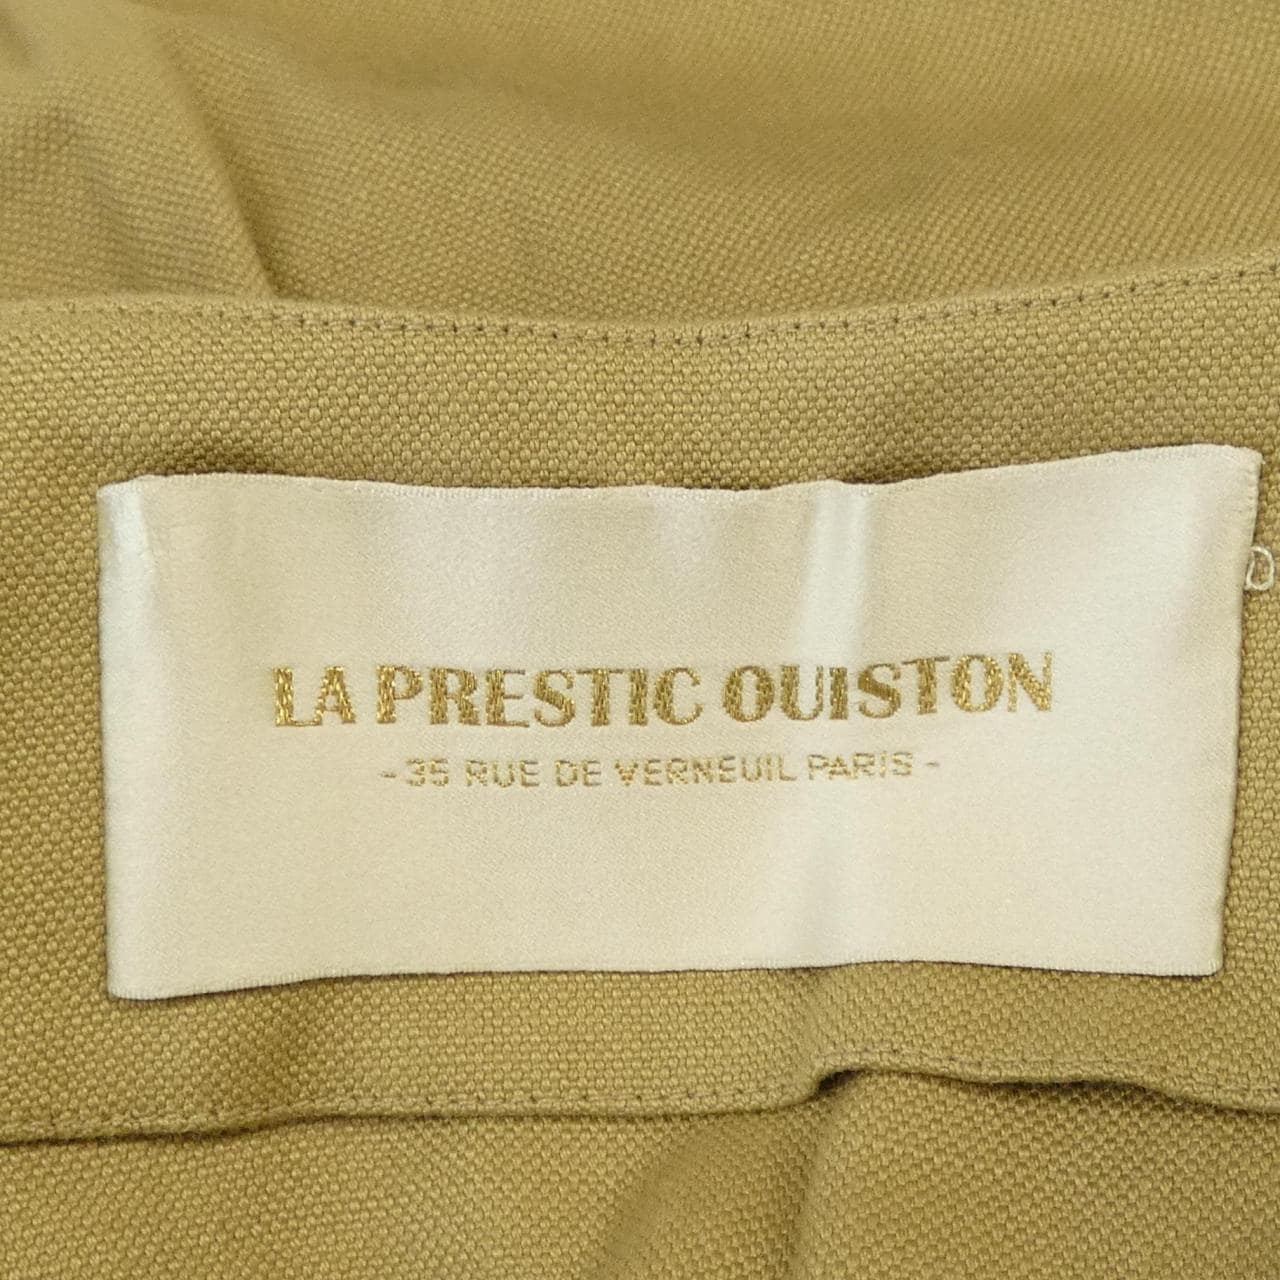 LA PRESTIC OUISTON
- 35 RUE DE VERNEUIL PARIS -